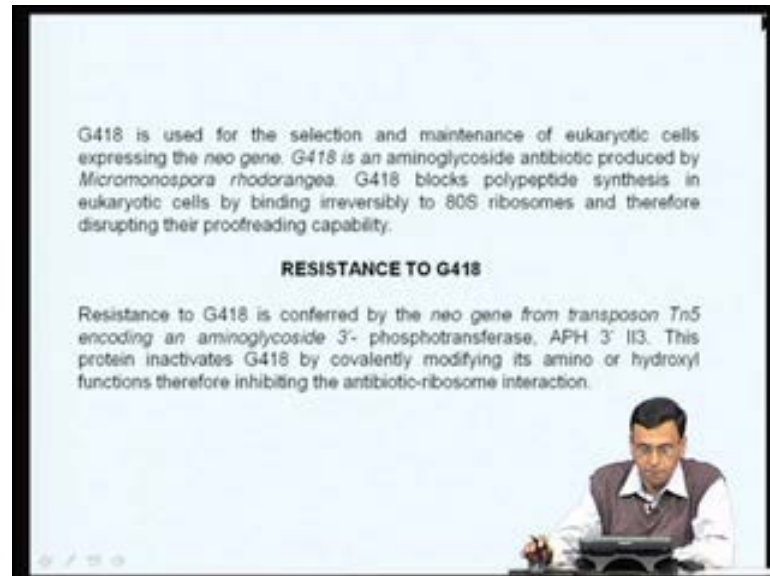 G418 is used for the selection and maintenance of eukaryotic cells
expressing the neo gene. G418 is an aminoglycoside antibiotic produced by
Micromonospora rhodorangea. G418 blocks polypeptide synthesis in
eukaryotic cells by binding irreversibly to 80S ribosomes and therefore
disrupting their proofreading capability.
RESISTANCE TO G418
Resistance to G418 is conferred by the neo gene from transposon Tn5
encoding an aminoglycoside 3'- phosphotransferase, APH 3' II3. This
protein inactivates G418 by covalently modifying its amino or hydroxyl
functions therefore inhibiting the antibiotic-ribosome interaction.